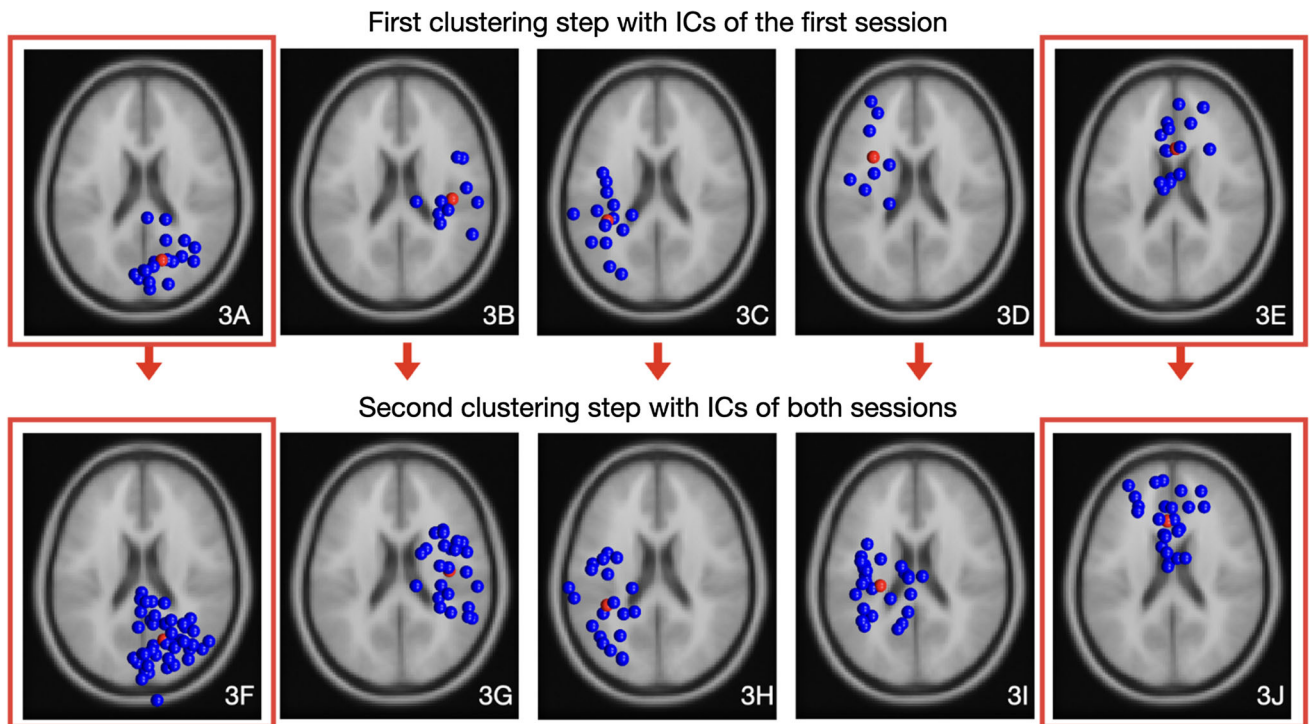 First clustering step with ICs of the first session
3A
3B
3C
3D
3E
Second clustering step with ICs of both sessions
3F
3G
3H
3I
3J